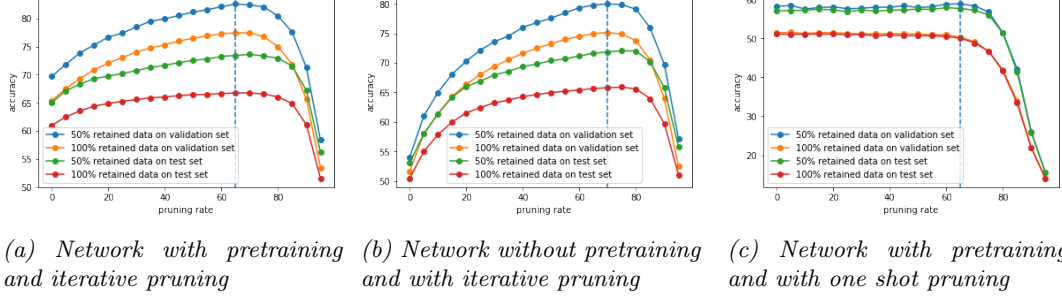 80
75
70
65
60
55
50
accuracy
0 20 40 60 80
pruning rate
50% retained data on validation set
100% retained data on validation set
50% retained data on test set
100% retained data on test set
80
75
70
65
60
55
50
accuracy
0 20 40 60 80
pruning rate
50% retained data on validation set
100% retained data on validation set
50% retained data on test set
100% retained data on test set
60
50
40
30
20
accuracy
0 20 40 60 80
pruning rate
50% retained data on validation set
100% retained data on validation set
50% retained data on test set
100% retained data on test set
(a) Network with pretraining
and iterative pruning
(b) Network without pretraining
and with iterative pruning
(c) Network with pretraining
and with one shot pruning